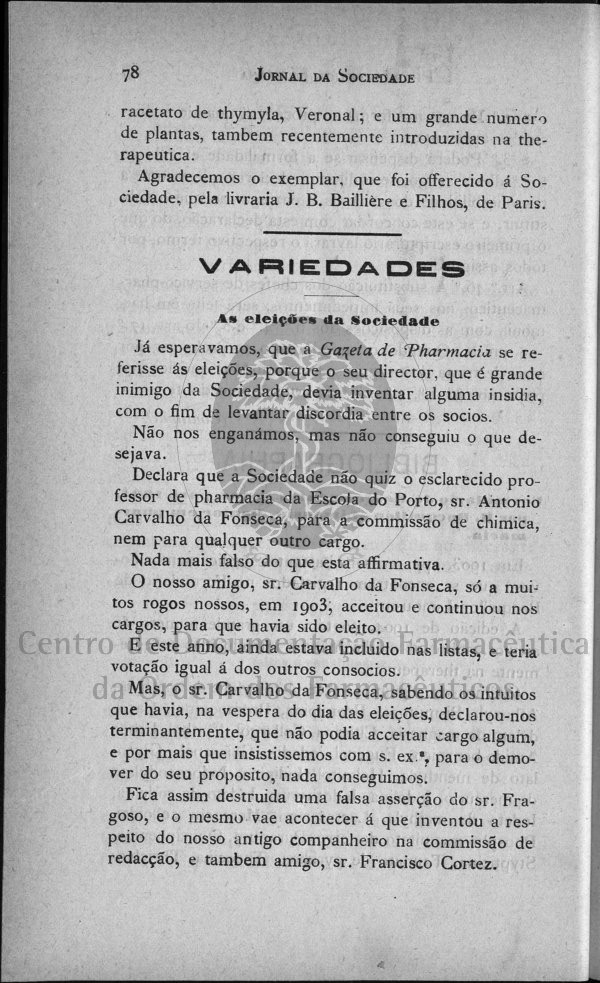 78
JORNAL DA SOCIEDADE
racetato de thymyla, Veronal; e um grande numero
de plantas, tambem recentemente introduzidas na the-
rapeutica.
Agradecemos o exemplar, que foi offerecido á So-
ciedade, pela livraria J. B. Baillière e Filhos, de Paris.
VARIEDADES
As eleições da Sociedade
Já esperavamos, que a Gazeta de Pharmacia se re-
ferisse ás eleições, porque o seu director, que é grande
inimigo da Sociedade, devia inventar alguma insidia,
com o fim de levantar discordia entre os socios.
Não nos enganámos, mas não conseguiu o que de-
sejava.
Declara que a Sociedade não quiz o esclarecido pro-
fessor de pharmacia da Escola do Porto, sr. Antonio
Carvalho da Fonseca, para a commissão de chimica,
nem para qualquer outro cargo.
Nada mais falso do que esta affirmativa.
O nosso amigo, sr. Carvalho da Fonseca, só a mui-
tos rogos nossos, em 1903, acceitou e continuou nos
cargos, para que havia sido eleito.
E este anno, ainda estava incluido nas listas, e teria
votação igual á dos outros consocios.
Mas, o sr. Carvalho da Fonseca, sabendo os intuitos
que havia, na vespera do dia das eleições, declarou-nos
terminantemente, que não podia acceitar cargo algum,
e por mais que insistissemos com s. ex.ª, para o demo-
ver do seu proposito, nada conseguimos.
Fica assim destruida uma falsa asserção do sr. Fra-
goso, e o mesmo vae acontecer á que inventou a res-
peito do nosso antigo companheiro na commissão de
redacção, e tambem amigo, sr. Francisco Cortez.
Centro de Documentação Farmacêutica
da Ordem dos Farmacêuticos